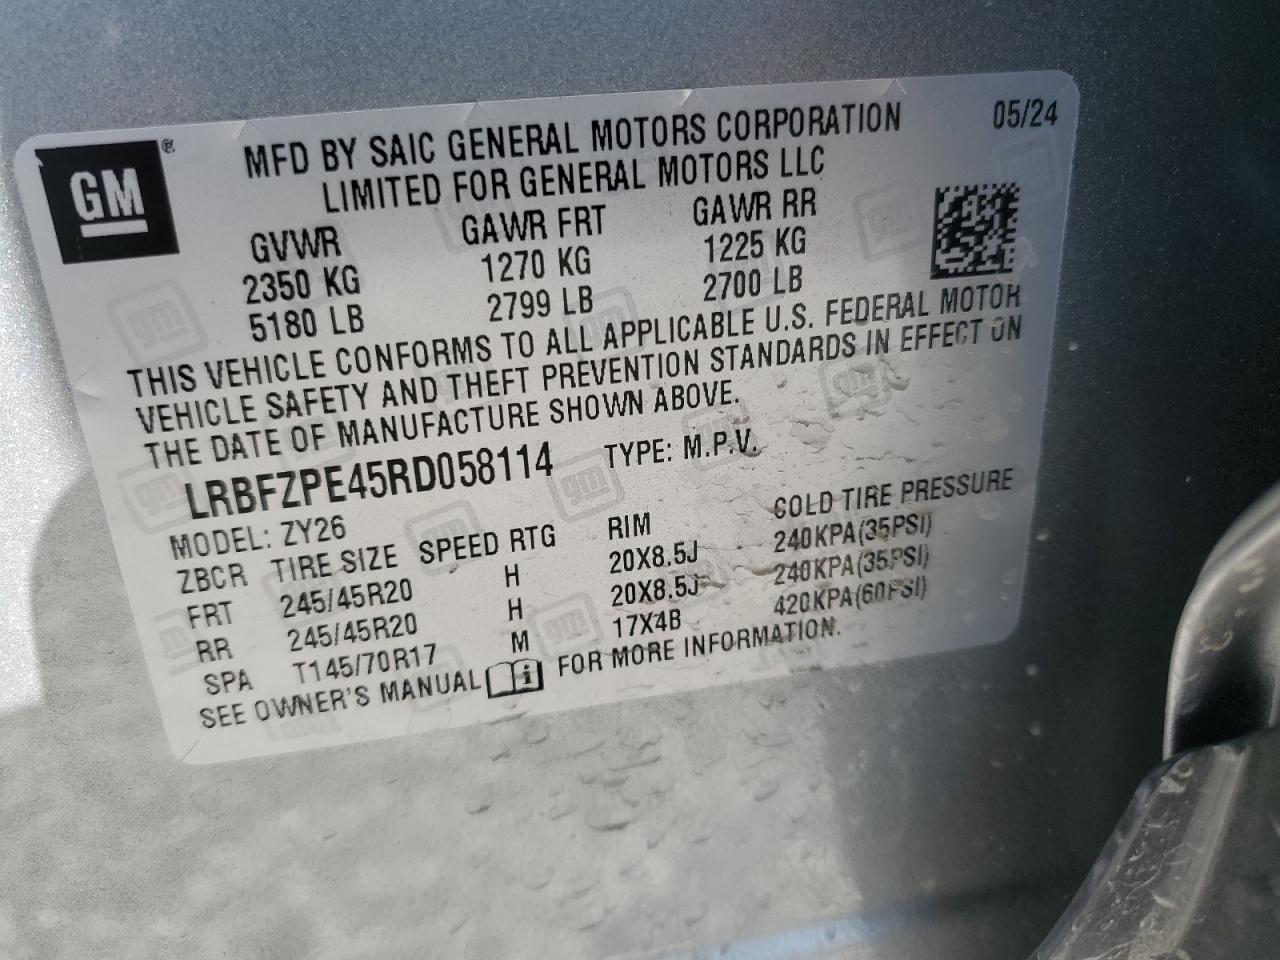 GM ®
MFD BY SAIC GENERAL MOTORS CORPORATION 05/24
LIMITED FOR GENERAL MOTORS LLC
GVWR GAWR FRT GAWR RR
2350 KG 1270 KG 1225 KG
5180 LB 2799 LB 2700 LB
THIS VEHICLE CONFORMS TO ALL APPLICABLE U.S. FEDERAL MOTOR
VEHICLE SAFETY AND THEFT PREVENTION STANDARDS IN EFFECT ON
THE DATE OF MANUFACTURE SHOWN ABOVE.
LRBFZPE45RD058114 TYPE: M.P.V.
MODEL: ZY26
ZBCR TIRE SIZE SPEED RTG RIM COLD TIRE PRESSURE
FRT 245/45R20 H 20X8.5J 240KPA(35PSI)
RR 245/45R20 H 20X8.5J 240KPA(35PSI)
SPA T145/70R17 M 17X4B 420KPA(60PSI)
SEE OWNER'S MANUAL i FOR MORE INFORMATION.